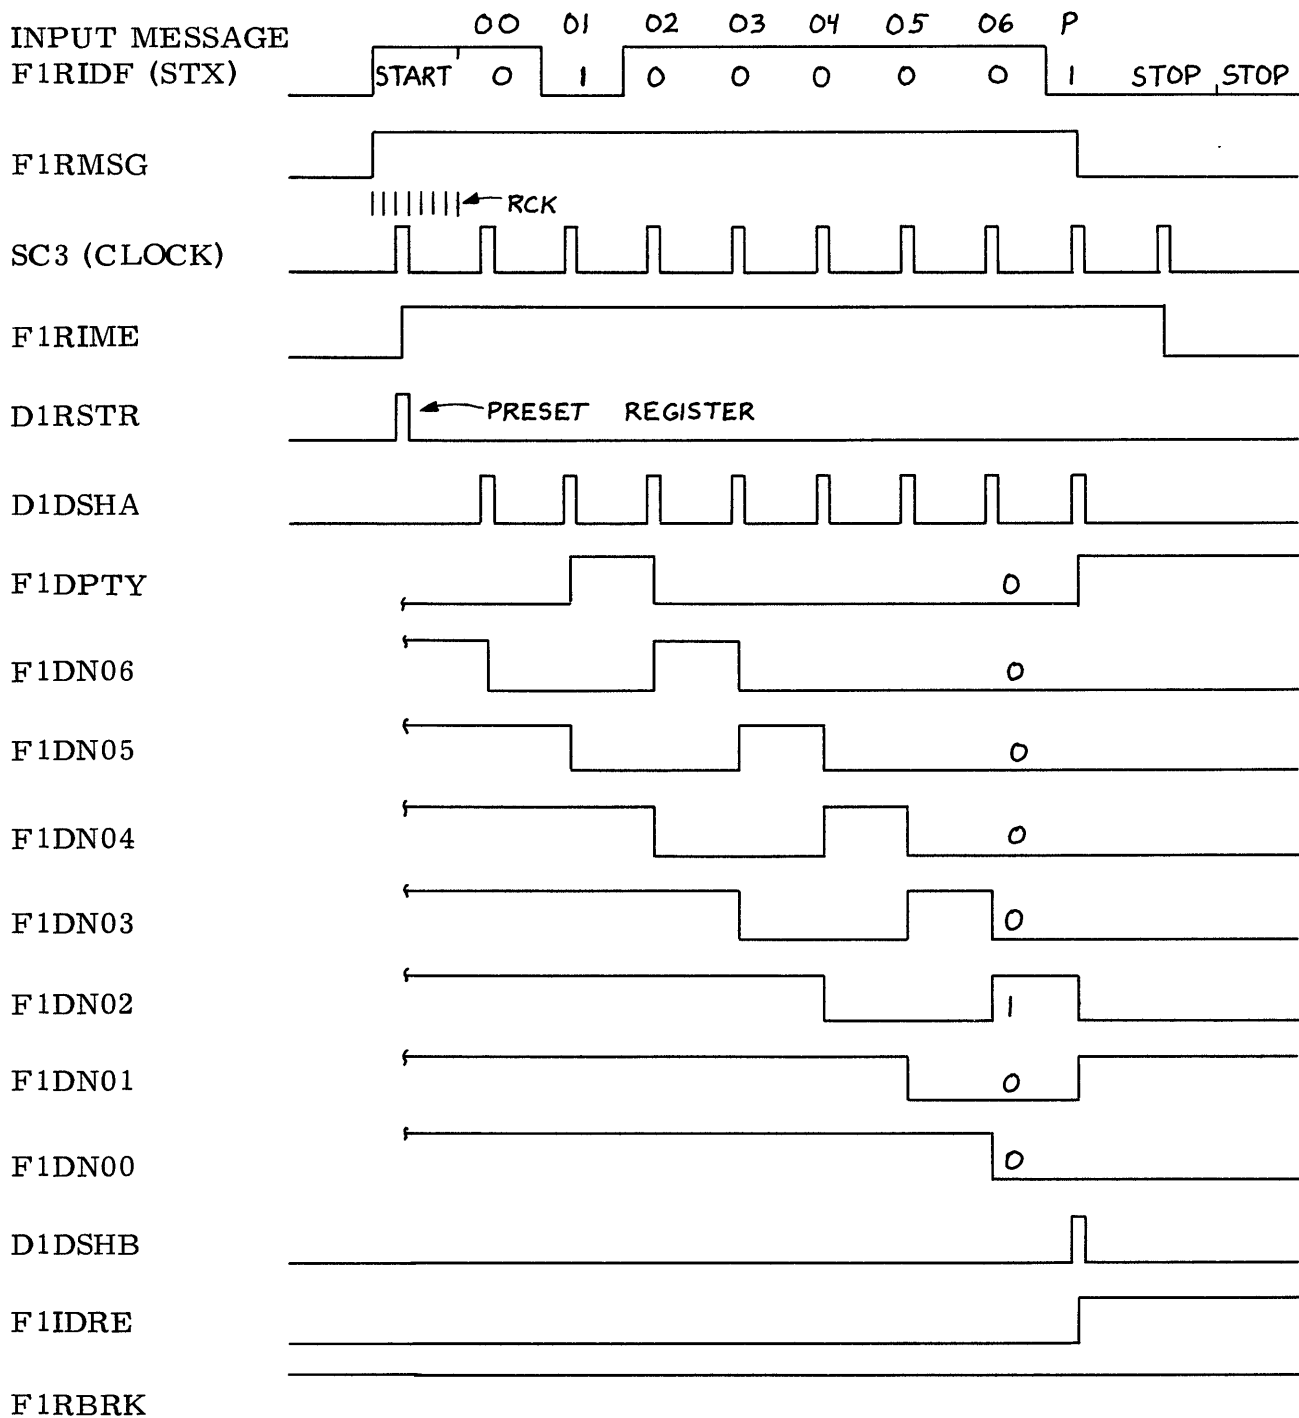 00 01 02 03 04 05 06 P
INPUT MESSAGE
F1RIDF (STX) START 0 1 0 0 0 0 0 1 STOP STOP
F1RMSG
RCK
SC3 (CLOCK)
F1RIME
D1RSTR PRESET REGISTER
D1DSHA
F1DPTY 0
F1DN06 0
F1DN05 0
F1DN04 0
F1DN03 0
F1DN02 1
F1DN01 0
F1DN00 0
D1DSHB
F1IDRE
F1RBRK